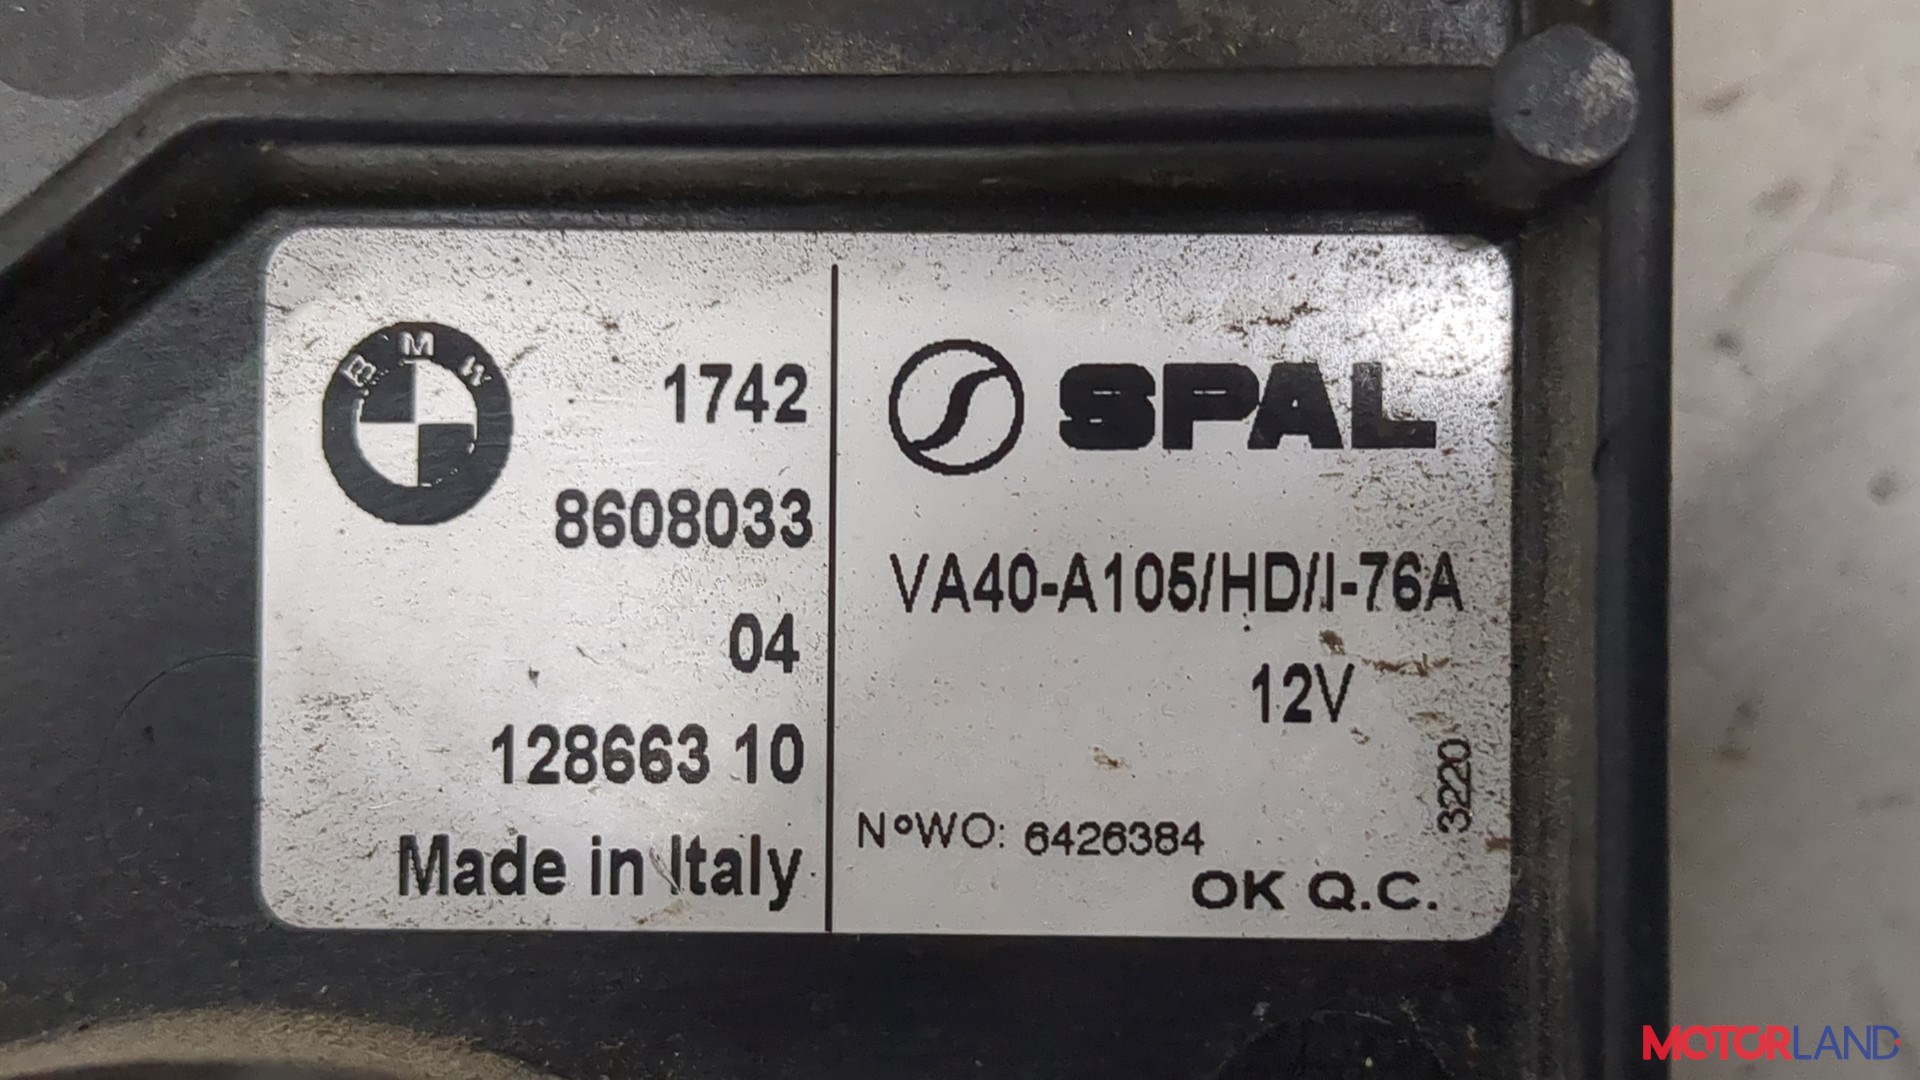 BMW
1742
8608033
04
128663 10
Made in Italy
SPAL
VA40-A105/HD/I-76A
12V
3220
N°WO: 6426384
OK Q.C.
MOTORLAND